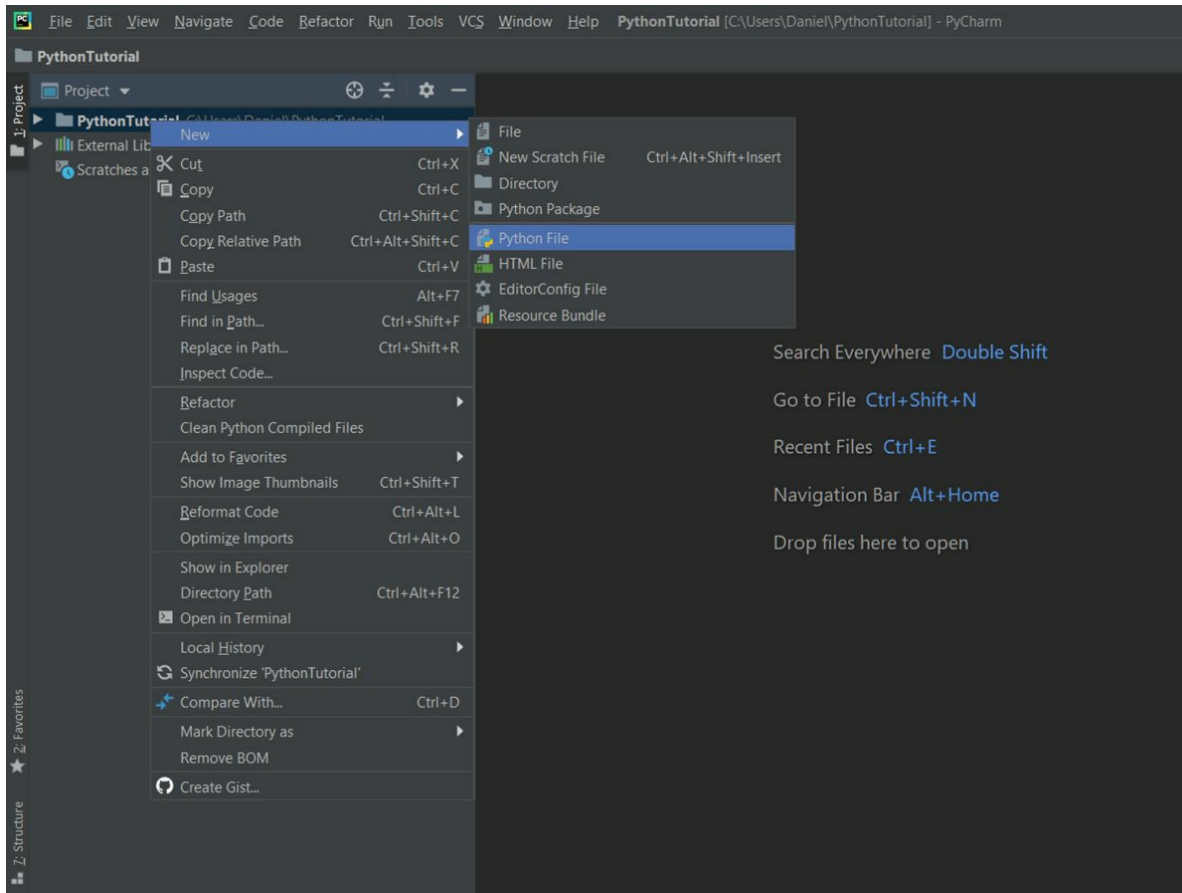 PC File Edit View Navigate Code Refactor Run Tools VCS Window Help PythonTutorial [C:\Users\Daniel\PythonTutorial] - PyCharm
PythonTutorial
1: Project
Project
PythonTutorial C:\Users\Daniel\PythonTutorial
External Lib
Scratches a
New
Cut Ctrl+X
Copy Ctrl+C
Copy Path Ctrl+Shift+C
Copy Relative Path Ctrl+Alt+Shift+C
Paste Ctrl+V
Find Usages Alt+F7
Find in Path... Ctrl+Shift+F
Replace in Path... Ctrl+Shift+R
Inspect Code...
Refactor
Clean Python Compiled Files
Add to Favorites
Show Image Thumbnails Ctrl+Shift+T
Reformat Code Ctrl+Alt+L
Optimize Imports Ctrl+Alt+O
Show in Explorer
Directory Path Ctrl+Alt+F12
Open in Terminal
Local History
Synchronize 'PythonTutorial'
Compare With... Ctrl+D
Mark Directory as
Remove BOM
Create Gist...
File
New Scratch File Ctrl+Alt+Shift+Insert
Directory
Python Package
Python File
HTML File
EditorConfig File
Resource Bundle
Search Everywhere Double Shift
Go to File Ctrl+Shift+N
Recent Files Ctrl+E
Navigation Bar Alt+Home
Drop files here to open
2: Favorites
7: Structure